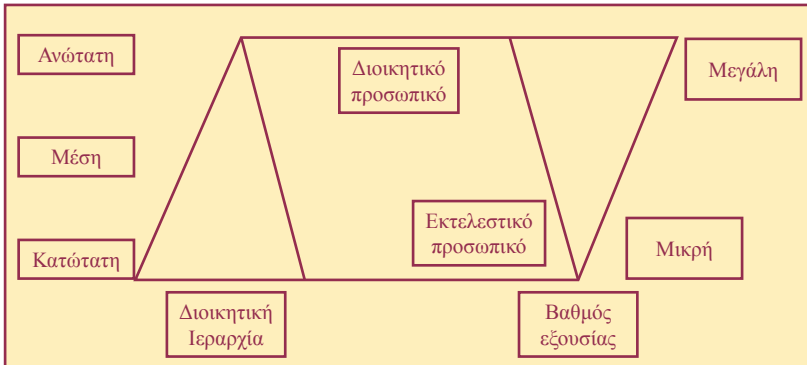 Ανώτατη
Διοικητικό
προσωπικό
Μεγάλη
Μέση
Εκτελεστικό
προσωπικό
Κατώτατη
Μικρή
Διοικητική
Ιεραρχία
Βαθμός
εξουσίας